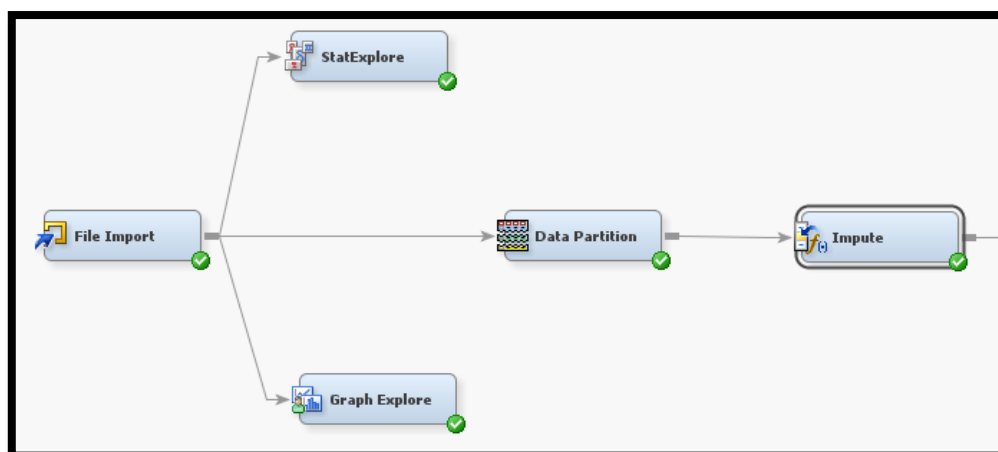 StatExplore
File Import
Data Partition
Impute
Graph Explore